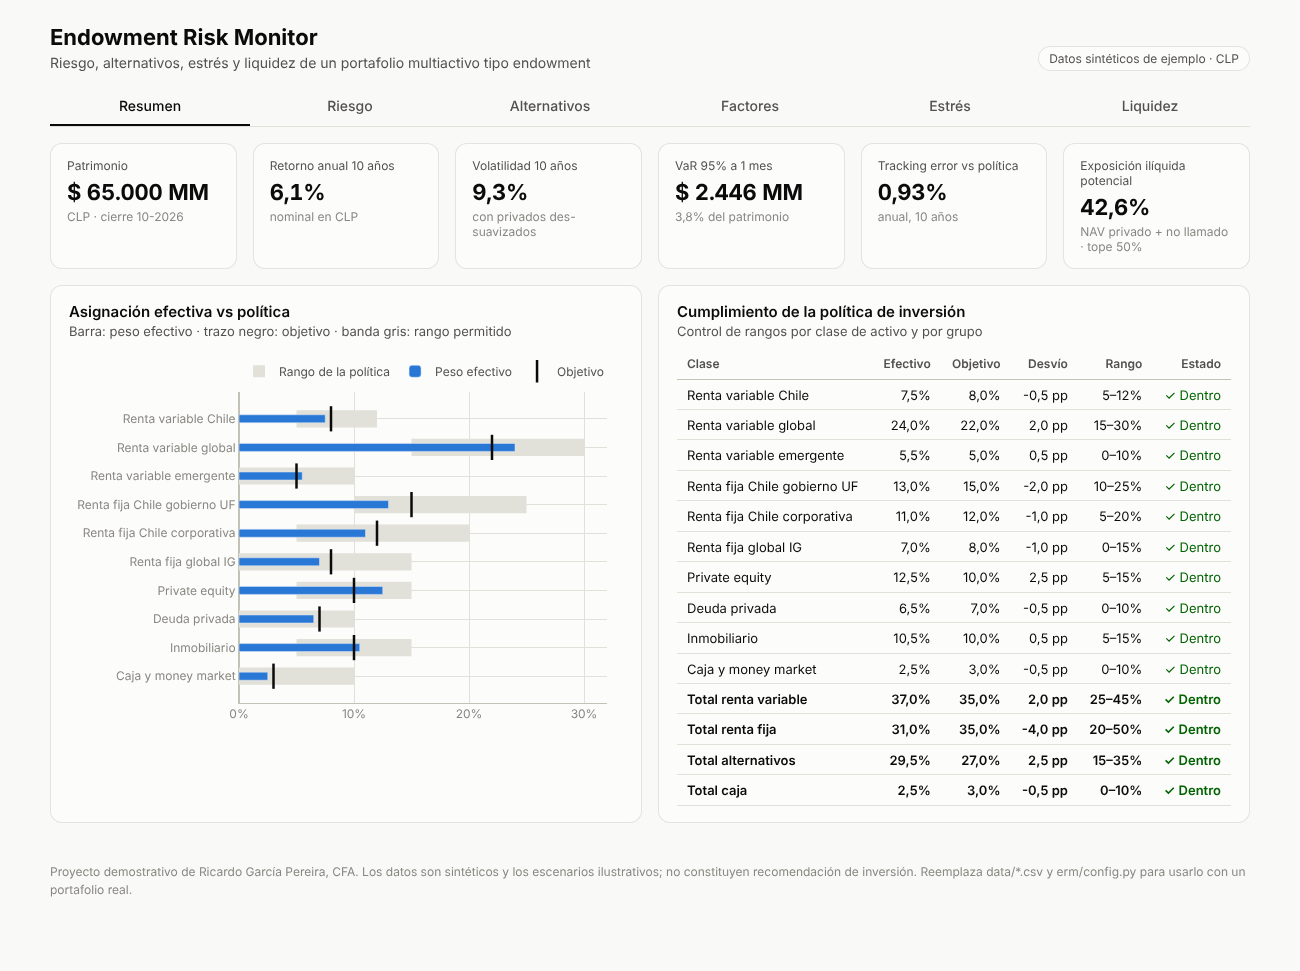 Endowment Risk Monitor
Riesgo, alternativos, estrés y liquidez de un portafolio multiactivo tipo endowment
Datos sintéticos de ejemplo · CLP
Resumen Riesgo Alternativos Factores Estrés Liquidez
Patrimonio
$ 65.000 MM
CLP · cierre 10-2026
Retorno anual 10 años
6,1%
nominal en CLP
Volatilidad 10 años
9,3%
con privados des-
suavizados
VaR 95% a 1 mes
$ 2.446 MM
3,8% del patrimonio
Tracking error vs política
0,93%
anual, 10 años
Exposición ilíquida
potencial
42,6%
NAV privado + no llamado
· tope 50%
Asignación efectiva vs política
Barra: peso efectivo · trazo negro: objetivo · banda gris: rango permitido
Rango de la política Peso efectivo Objetivo
Renta variable Chile
Renta variable global
Renta variable emergente
Renta fija Chile gobierno UF
Renta fija Chile corporativa
Renta fija global IG
Private equity
Deuda privada
Inmobiliario
Caja y money market
0% 10% 20% 30%
Cumplimiento de la política de inversión
Control de rangos por clase de activo y por grupo
Clase Efectivo Objetivo Desvío Rango Estado
Renta variable Chile 7,5% 8,0% -0,5 pp 5–12% ✓ Dentro
Renta variable global 24,0% 22,0% 2,0 pp 15–30% ✓ Dentro
Renta variable emergente 5,5% 5,0% 0,5 pp 0–10% ✓ Dentro
Renta fija Chile gobierno UF 13,0% 15,0% -2,0 pp 10–25% ✓ Dentro
Renta fija Chile corporativa 11,0% 12,0% -1,0 pp 5–20% ✓ Dentro
Renta fija global IG 7,0% 8,0% -1,0 pp 0–15% ✓ Dentro
Private equity 12,5% 10,0% 2,5 pp 5–15% ✓ Dentro
Deuda privada 6,5% 7,0% -0,5 pp 0–10% ✓ Dentro
Inmobiliario 10,5% 10,0% 0,5 pp 5–15% ✓ Dentro
Caja y money market 2,5% 3,0% -0,5 pp 0–10% ✓ Dentro
Total renta variable 37,0% 35,0% 2,0 pp 25–45% ✓ Dentro
Total renta fija 31,0% 35,0% -4,0 pp 20–50% ✓ Dentro
Total alternativos 29,5% 27,0% 2,5 pp 15–35% ✓ Dentro
Total caja 2,5% 3,0% -0,5 pp 0–10% ✓ Dentro
Proyecto demostrativo de Ricardo García Pereira, CFA. Los datos son sintéticos y los escenarios ilustrativos; no constituyen recomendación de inversión. Reemplaza data/*.csv y erm/config.py para usarlo con un
portafolio real.